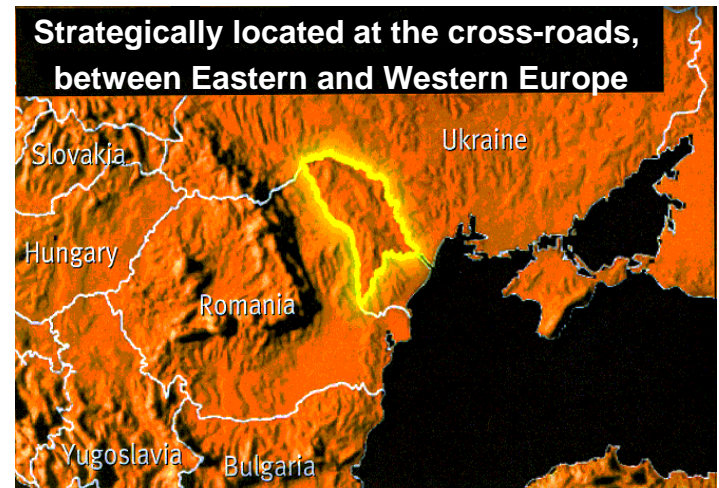 Strategically located at the cross-roads,
between Eastern and Western Europe
Ukraine
Slovakia
Hungary
Romania
Yugoslavia
Bulgaria